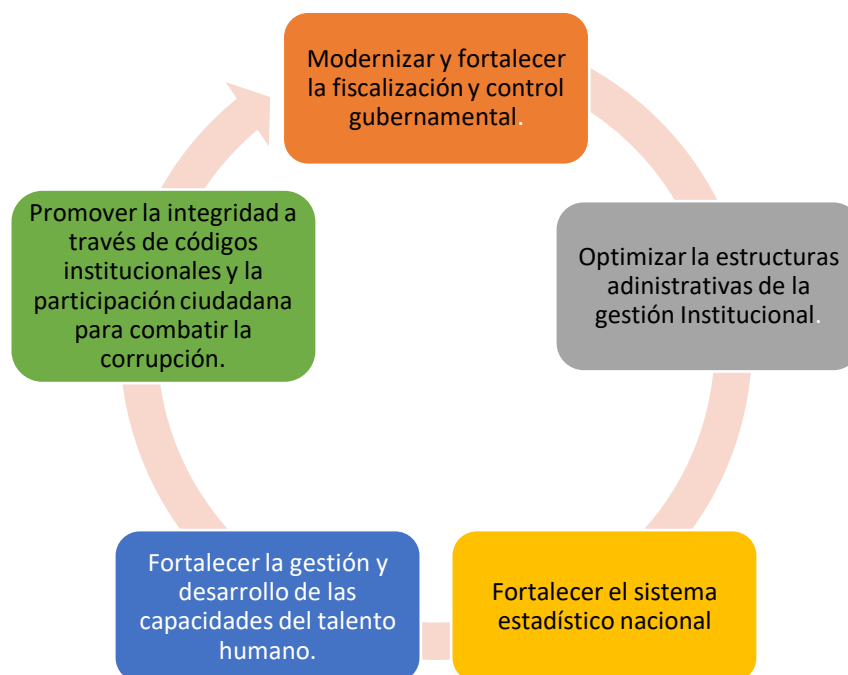 Modernizar y fortalecer
la fiscalización y control
gubernamental.
Optimizar la estructuras
adinistrativas de la
gestión Institucional.
Fortalecer el sistema
estadístico nacional
Fortalecer la gestión y
desarrollo de las
capacidades del talento
humano.
Promover la integridad a
través de códigos
institucionales y la
participación ciudadana
para combatir la
corrupción.